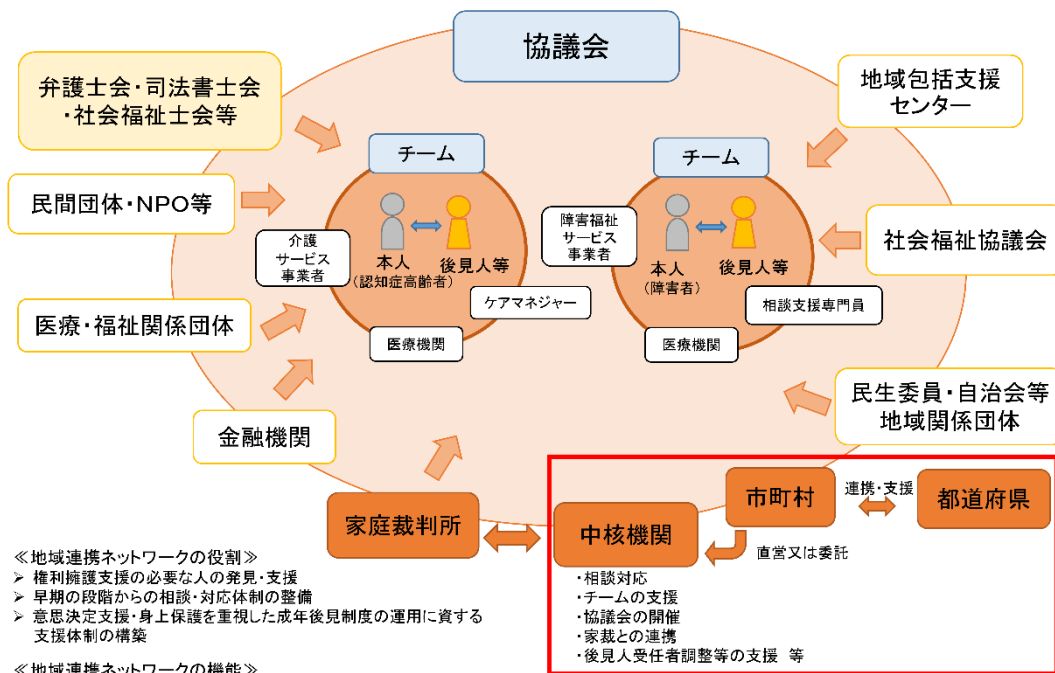 協議会
弁護士会・司法書士会
・社会福祉士会等
民間団体・NPO等
医療・福祉関係団体
金融機関
地域包括支援
センター
社会福祉協議会
民生委員・自治会等
地域関係団体
チーム
本人
(認知症高齢者)
後見人等
介護
サービス
事業者
ケアマネジャー
医療機関
チーム
本人
(障害者)
後見人等
障害福祉
サービス
事業者
相談支援専門員
医療機関
家庭裁判所
中核機関
市町村
連携・支援
都道府県
直営又は委託
・相談対応
・チームの支援
・協議会の開催
・家裁との連携
・後見人受任者調整等の支援 等
≪地域連携ネットワークの役割≫
➢ 権利擁護支援の必要な人の発見・支援
➢ 早期の段階からの相談・対応体制の整備
➢ 意思決定支援・身上保護を重視した成年後見制度の運用に資する
支援体制の構築
≪地域連携ネットワークの機能≫